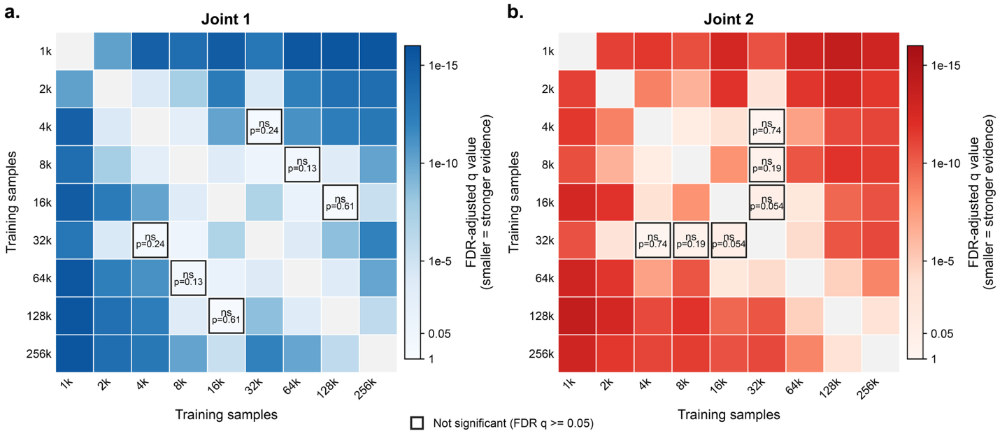 a.
Joint 1
Training samples
1k
2k
4k
8k
16k
32k
64k
128k
256k
ns
p=0.24
ns
p=0.13
ns
p=0.61
ns
p=0.24
ns
p=0.13
ns
p=0.61
1k
2k
4k
8k
16k
32k
64k
128k
256k
Training samples
1e-15
1e-10
1e-5
0.05
1
FDR-adjusted q value
(smaller = stronger evidence)
b.
Joint 2
Training samples
1k
2k
4k
8k
16k
32k
64k
128k
256k
ns
p=0.74
ns
p=0.19
ns
p=0.054
ns
p=0.74
ns
p=0.19
ns
p=0.054
1k
2k
4k
8k
16k
32k
64k
128k
256k
Training samples
1e-15
1e-10
1e-5
0.05
1
FDR-adjusted q value
(smaller = stronger evidence)
Not significant (FDR q >= 0.05)